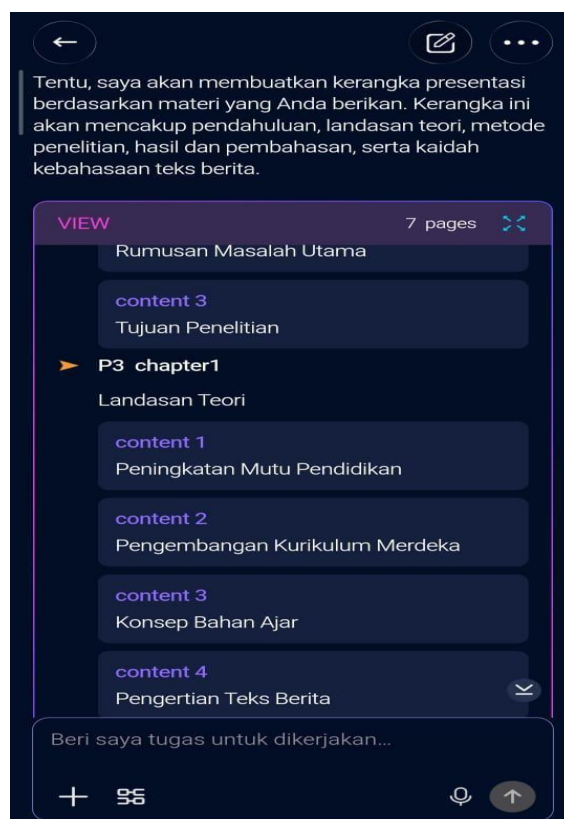 Tentu, saya akan membuatkan kerangka presentasi
berdasarkan materi yang Anda berikan. Kerangka ini
akan mencakup pendahuluan, landasan teori, metode
penelitian, hasil dan pembahasan, serta kaidah
kebahasaan teks berita.
VIEW 7 pages
Rumusan Masalah Utama
content 3
Tujuan Penelitian
P3 chapter1
Landasan Teori
content 1
Peningkatan Mutu Pendidikan
content 2
Pengembangan Kurikulum Merdeka
content 3
Konsep Bahan Ajar
content 4
Pengertian Teks Berita
Beri saya tugas untuk dikerjakan...